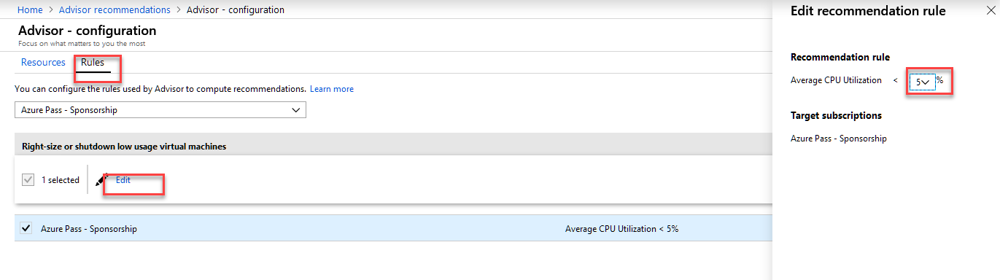 Home > Advisor recommendations > Advisor - configuration
Advisor - configuration
Focus on what matters to you the most
Resources Rules
You can configure the rules used by Advisor to compute recommendations. Learn more
Azure Pass - Sponsorship
Right-size or shutdown low usage virtual machines
1 selected Edit
Azure Pass - Sponsorship Average CPU Utilization < 5%
Edit recommendation rule
Recommendation rule
Average CPU Utilization < 5 %
Target subscriptions
Azure Pass - Sponsorship